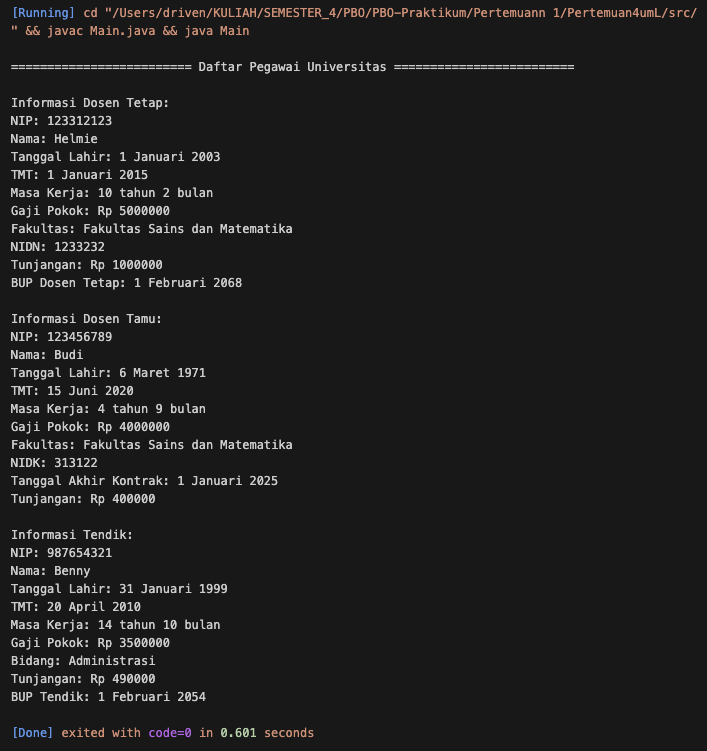 [Running] cd "/Users/driven/KULIAH/SEMESTER_4/PBO/PBO-Praktikum/Pertemuann 1/Pertemuan4umL/src/
" && javac Main.java && java Main
========================= Daftar Pegawai Universitas =========================
Informasi Dosen Tetap:
NIP: 123312123
Nama: Helmie
Tanggal Lahir: 1 Januari 2003
TMT: 1 Januari 2015
Masa Kerja: 10 tahun 2 bulan
Gaji Pokok: Rp 5000000
Fakultas: Fakultas Sains dan Matematika
NIDN: 1233232
Tunjangan: Rp 1000000
BUP Dosen Tetap: 1 Februari 2068
Informasi Dosen Tamu:
NIP: 123456789
Nama: Budi
Tanggal Lahir: 6 Maret 1971
TMT: 15 Juni 2020
Masa Kerja: 4 tahun 9 bulan
Gaji Pokok: Rp 4000000
Fakultas: Fakultas Sains dan Matematika
NIDK: 313122
Tanggal Akhir Kontrak: 1 Januari 2025
Tunjangan: Rp 400000
Informasi Tendik:
NIP: 987654321
Nama: Benny
Tanggal Lahir: 31 Januari 1999
TMT: 20 April 2010
Masa Kerja: 14 tahun 10 bulan
Gaji Pokok: Rp 3500000
Bidang: Administrasi
Tunjangan: Rp 490000
BUP Tendik: 1 Februari 2054
[Done] exited with code=0 in 0.601 seconds